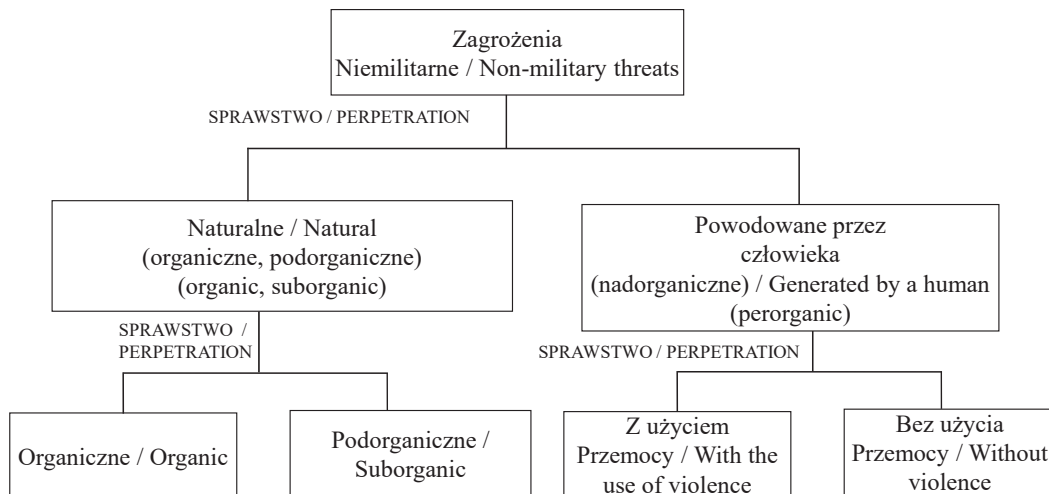 Zagrożenia
Niemilitarne / Non-military threats
SPRAWSTWO / PERPETRATION
Naturalne / Natural
(organiczne, podorganiczne)
(organic, suborganic)
Powodowane przez
człowieka
(nadorganiczne) / Generated by a human
(perorganic)
SPRAWSTWO /
PERPETRATION
SPRAWSTWO / PERPETRATION
Organiczne / Organic
Podorganiczne /
Suborganic
Z użyciem
Przemocy / With the
use of violence
Bez użycia
Przemocy / Without
violence